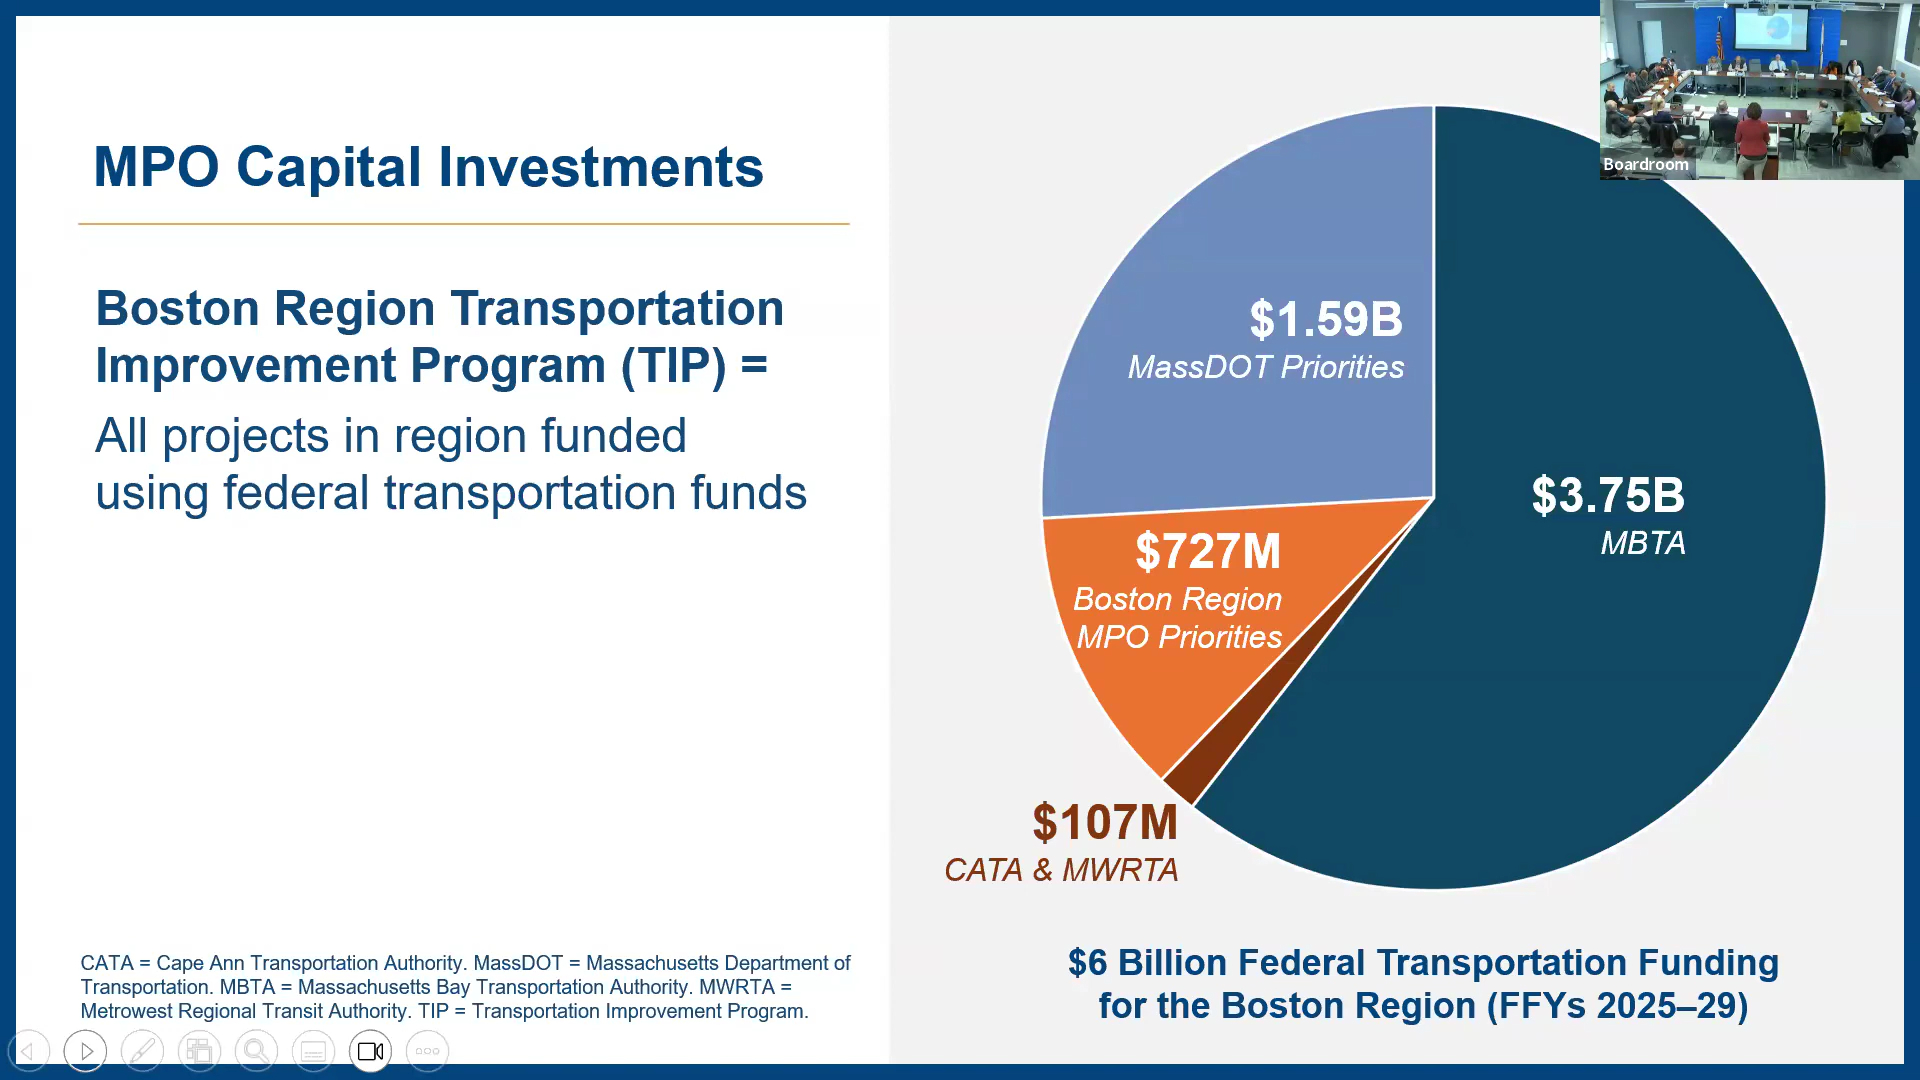 MPO Capital Investments
Boston Region Transportation
Improvement Program (TIP) =
All projects in region funded
using federal transportation funds
CATA = Cape Ann Transportation Authority. MassDOT = Massachusetts Department of
Transportation. MBTA = Massachusetts Bay Transportation Authority. MWRTA =
Metrowest Regional Transit Authority. TIP = Transportation Improvement Program.
$1.59B
MassDOT Priorities
$3.75B
MBTA
$727M
Boston Region
MPO Priorities
$107M
CATA & MWRTA
$6 Billion Federal Transportation Funding
for the Boston Region (FFYs 2025–29)
Boardroom